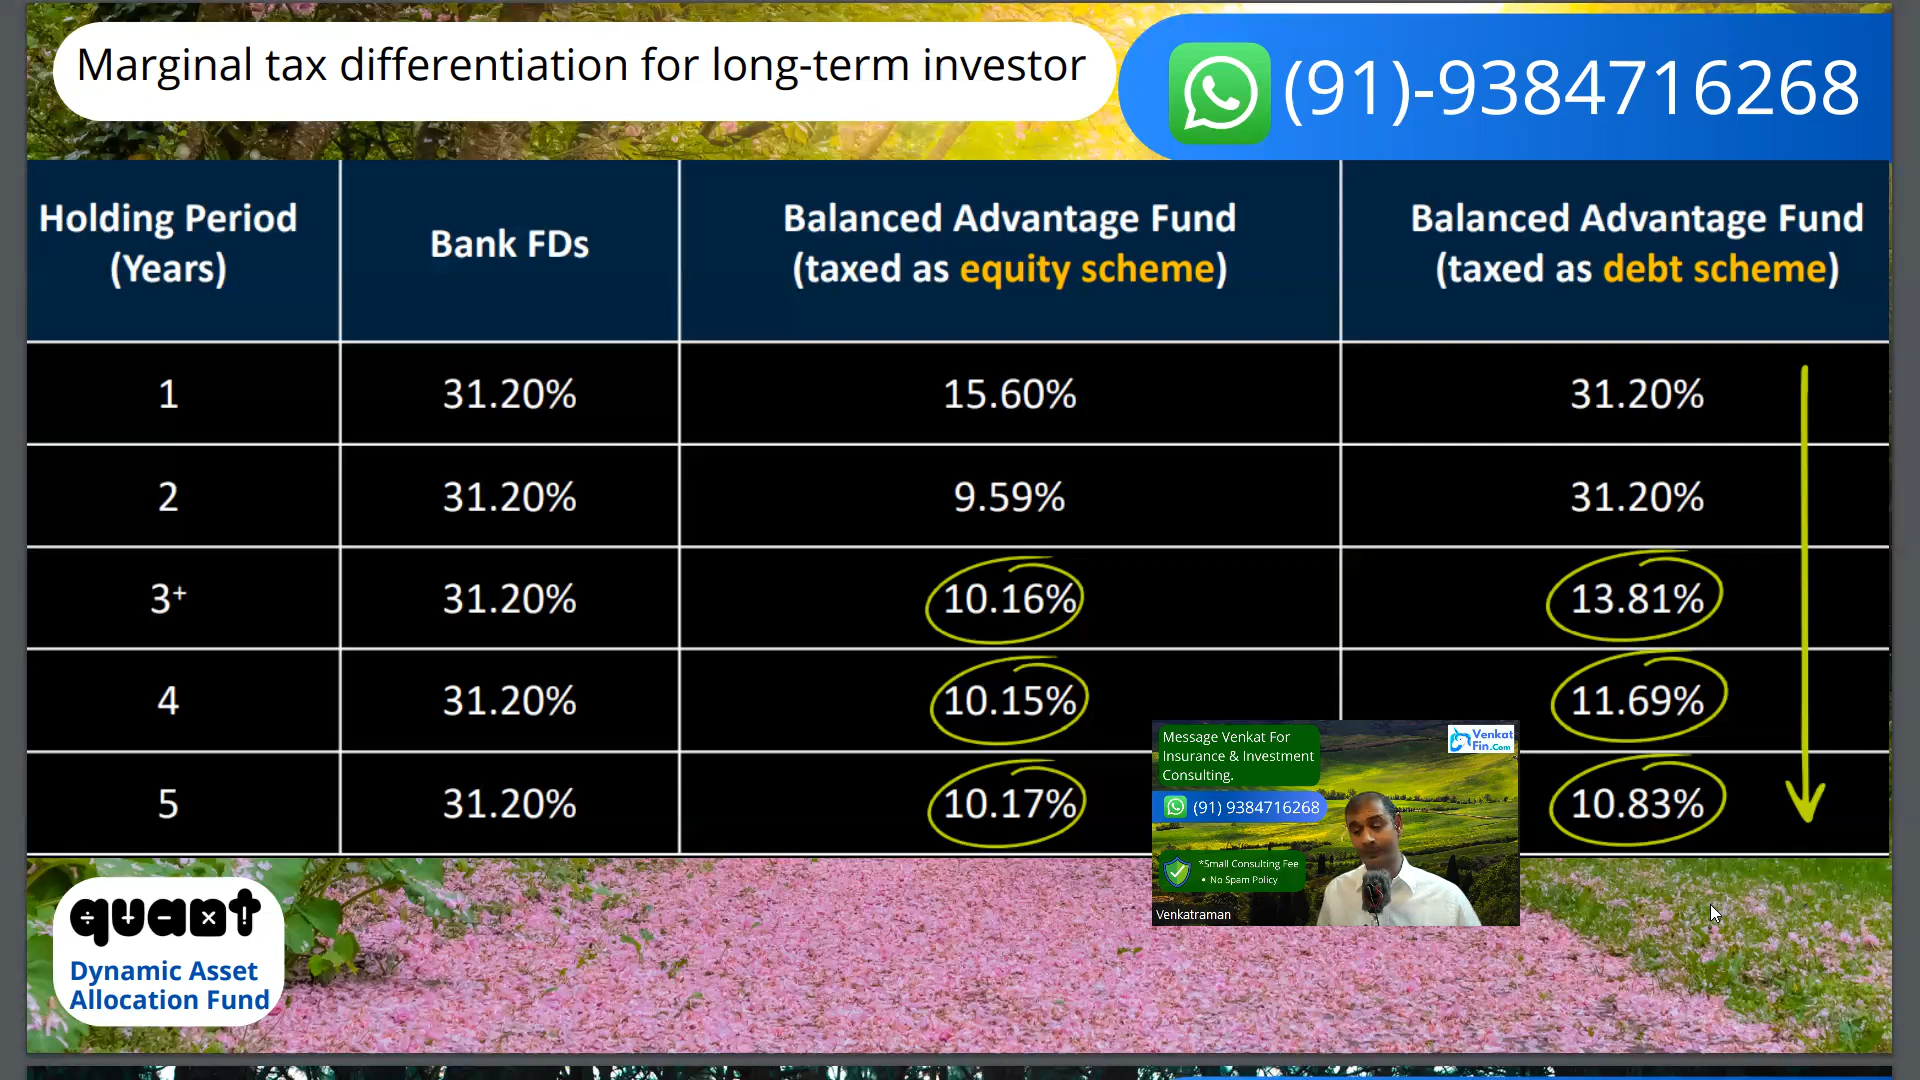 Marginal tax differentiation for long-term investor
(91)-9384716268
Holding Period
(Years)
Bank FDs
Balanced Advantage Fund
(taxed as equity scheme)
Balanced Advantage Fund
(taxed as debt scheme)
1
31.20%
15.60%
31.20%
2
31.20%
9.59%
31.20%
3+
31.20%
10.16%
13.81%
4
31.20%
10.15%
11.69%
5
31.20%
10.17%
10.83%
Message Venkat For
Insurance & Investment
Consulting.
Venkat
Fin.Com
(91) 9384716268
*Small Consulting Fee
• No Spam Policy
Venkatraman
quant
Dynamic Asset
Allocation Fund